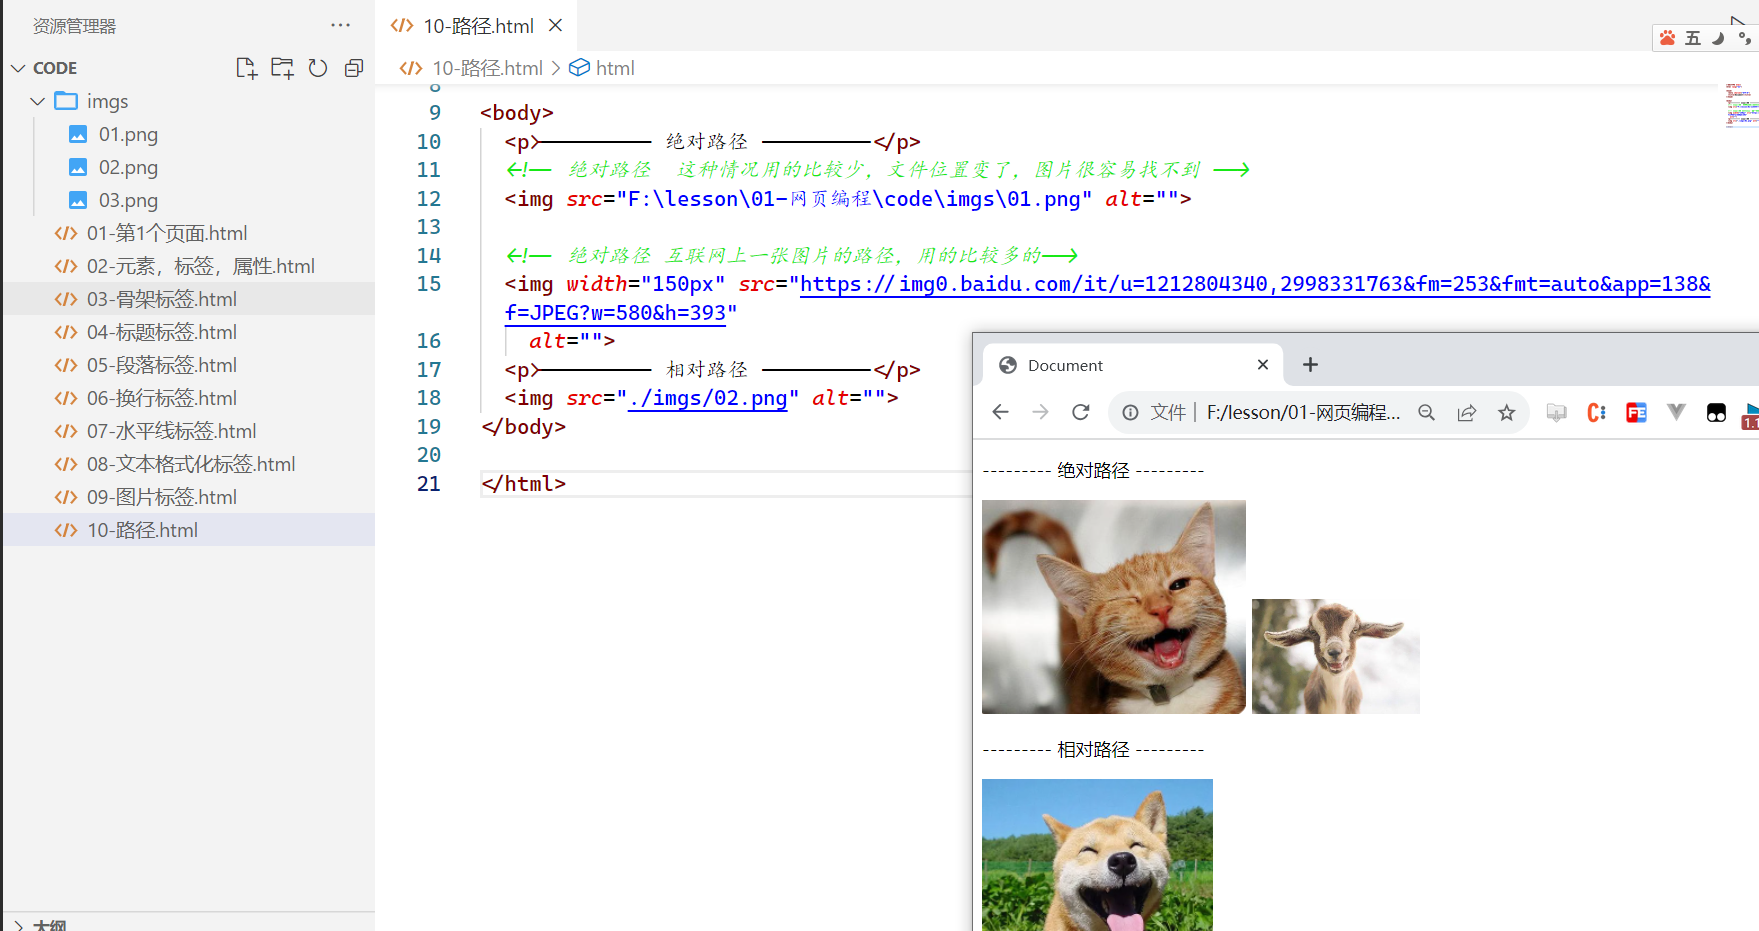 资源管理器 ···
CODE
imgs
01.png
02.png
03.png
01-第1个页面.html
02-元素，标签，属性.html
03-骨架标签.html
04-标题标签.html
05-段落标签.html
06-换行标签.html
07-水平线标签.html
08-文本格式化标签.html
09-图片标签.html
10-路径.html
大纲
10-路径.html
五
10-路径.html > html
8
9 <body>
10 <p>--------- 绝对路径 ---------</p>
11 <!-- 绝对路径  这种情况用的比较少，文件位置变了，图片很容易找不到 -->
12 <img src="F:\lesson\01-网页编程\code\imgs\01.png" alt="">
13
14 <!-- 绝对路径 互联网上一张图片的路径，用的比较多的-->
15 <img width="150px" src="https://img0.baidu.com/it/u=1212804340,2998331763&fm=253&fmt=auto&app=138&
f=JPEG?w=580&h=393"
16 alt="">
17 <p>--------- 相对路径 ---------</p>
18 <img src="./imgs/02.png" alt="">
19 </body>
20
21 </html>
Document
文件 | F:/lesson/01-网页编程...
C:
FE
1.1
--------- 绝对路径 ---------
--------- 相对路径 ---------